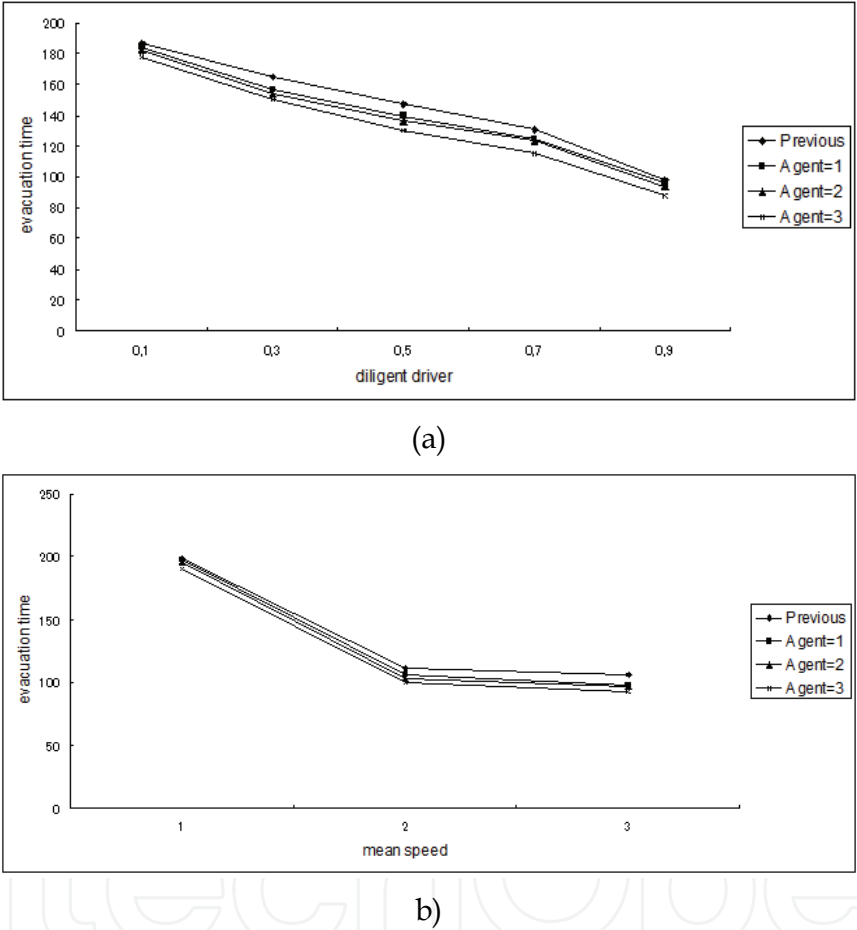 200
180
160
140
120
100
80
60
40
20
0
evacuation time
0,1 0,3 0,5 0,7 0,9
diligent driver
Previous
Agent=1
Agent=2
Agent=3
(a)
250
200
150
100
50
0
evacuation time
1 2 3
mean speed
Previous
Agent=1
Agent=2
Agent=3
b)